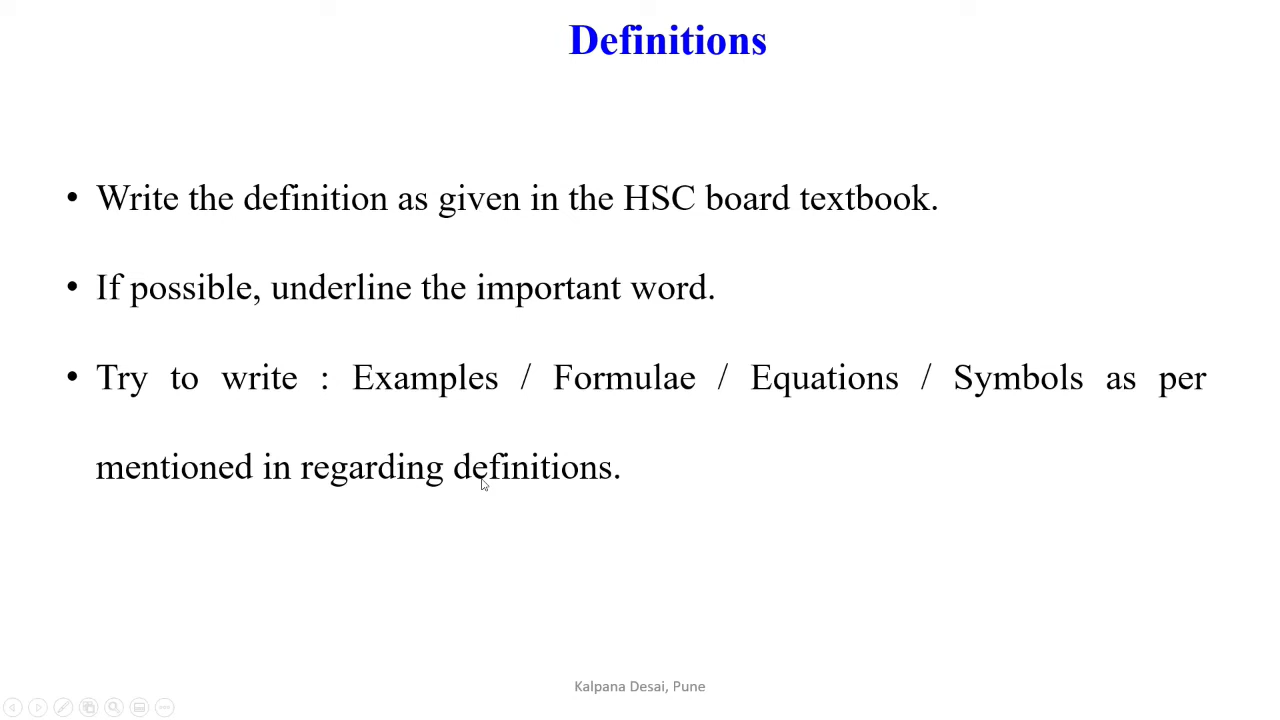 Definitions
• Write the definition as given in the HSC board textbook.
• If possible, underline the important word.
• Try to write : Examples / Formulae / Equations / Symbols as per
mentioned in regarding definitions.
Kalpana Desai, Pune